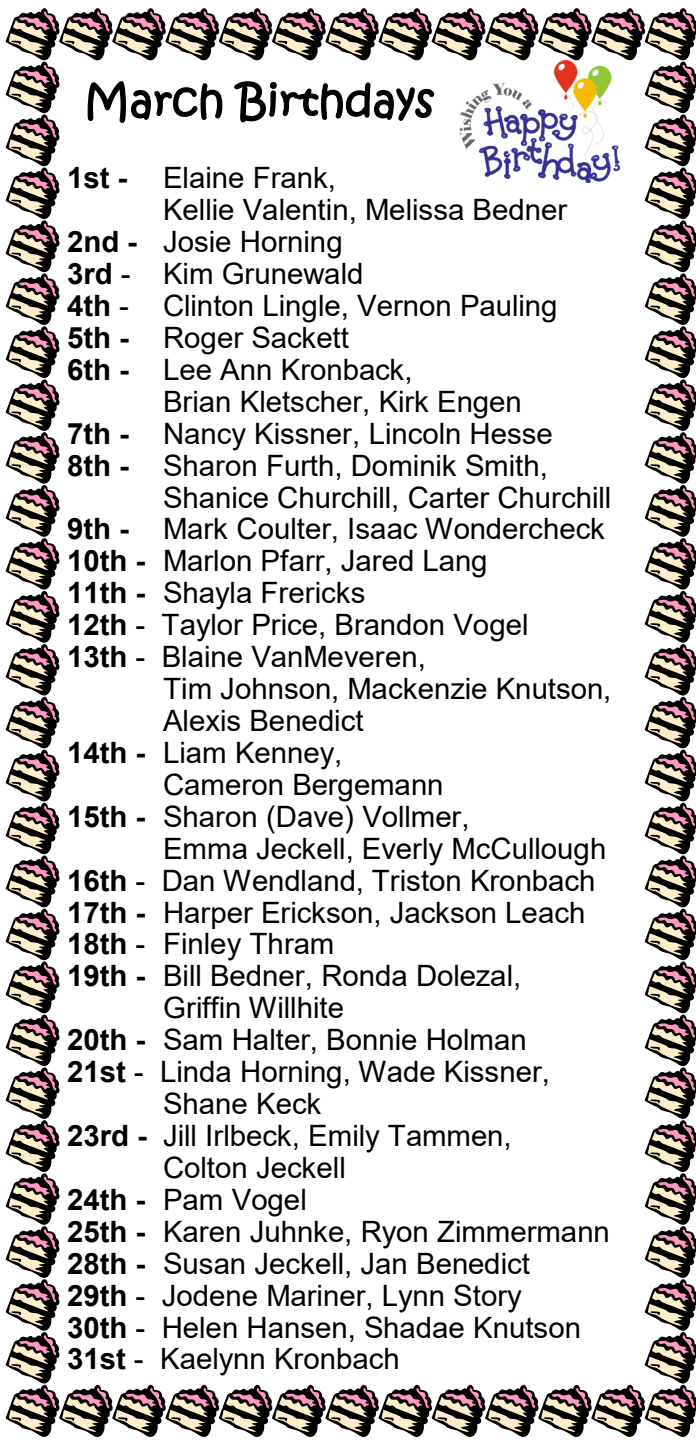 March Birthdays
Wishing You a
Happy
Birthday!
1st - Elaine Frank,
Kellie Valentin, Melissa Bedner
2nd - Josie Horning
3rd - Kim Grunewald
4th - Clinton Lingle, Vernon Pauling
5th - Roger Sackett
6th - Lee Ann Kronback,
Brian Kletscher, Kirk Engen
7th - Nancy Kissner, Lincoln Hesse
8th - Sharon Furth, Dominik Smith,
Shanice Churchill, Carter Churchill
9th - Mark Coulter, Isaac Wondercheck
10th - Marlon Pfarr, Jared Lang
11th - Shayla Frericks
12th - Taylor Price, Brandon Vogel
13th - Blaine VanMeveren,
Tim Johnson, Mackenzie Knutson,
Alexis Benedict
14th - Liam Kenney,
Cameron Bergemann
15th - Sharon (Dave) Vollmer,
Emma Jeckell, Everly McCullough
16th - Dan Wendland, Triston Kronbach
17th - Harper Erickson, Jackson Leach
18th - Finley Thram
19th - Bill Bedner, Ronda Dolezal,
Griffin Willhite
20th - Sam Halter, Bonnie Holman
21st - Linda Horning, Wade Kissner,
Shane Keck
23rd - Jill Irlbeck, Emily Tammen,
Colton Jeckell
24th - Pam Vogel
25th - Karen Juhnke, Ryon Zimmermann
28th - Susan Jeckell, Jan Benedict
29th - Jodene Mariner, Lynn Story
30th - Helen Hansen, Shadae Knutson
31st - Kaelynn Kronbach